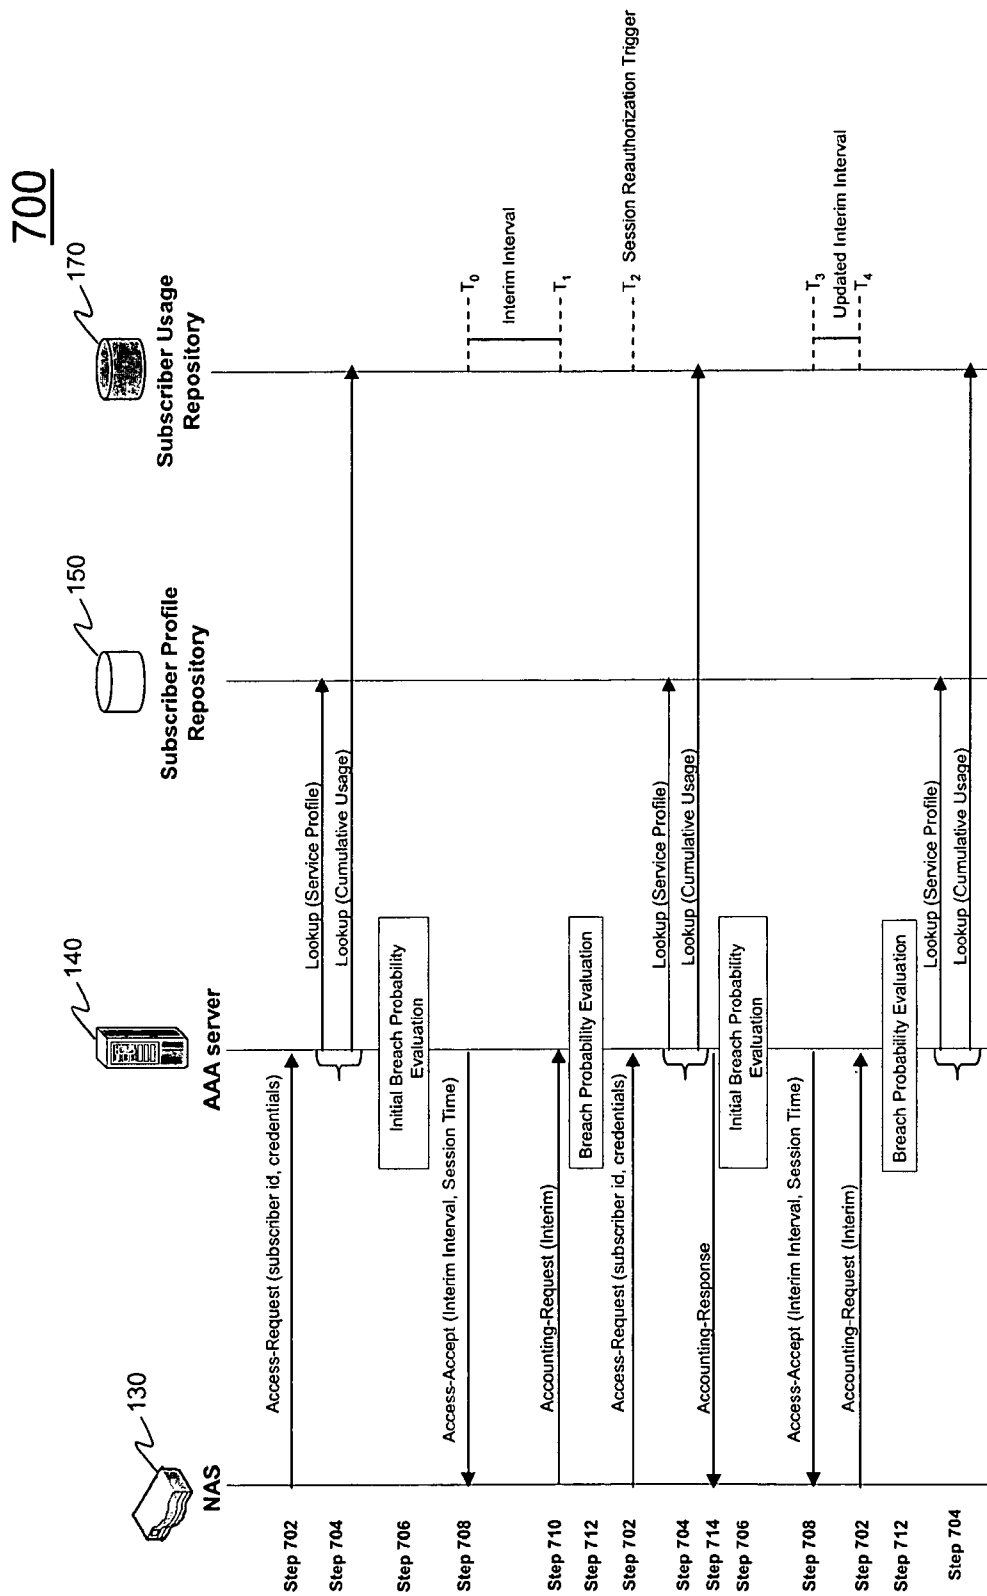 700
130
NAS
140
AAA server
150
Subscriber Profile
Repository
170
Subscriber Usage
Repository
Step 702
Access-Request (subscriber id, credentials)
Step 704
Lookup (Service Profile)
Lookup (Cumulative Usage)
Step 706
Initial Breach Probability
Evaluation
Step 708
Access-Accept (Interim Interval, Session Time)
T0
Interim Interval
Step 710
Accounting-Request (Interim)
T1
Step 712
Breach Probability Evaluation
Step 702
Access-Request (subscriber id, credentials)
T2 Session Reauthorization Trigger
Step 704
Lookup (Service Profile)
Lookup (Cumulative Usage)
Step 714
Accounting-Response
Step 706
Initial Breach Probability
Evaluation
Step 708
Access-Accept (Interim Interval, Session Time)
T3
Updated Interim Interval
Step 702
Accounting-Request (Interim)
T4
Step 712
Breach Probability Evaluation
Step 704
Lookup (Service Profile)
Lookup (Cumulative Usage)